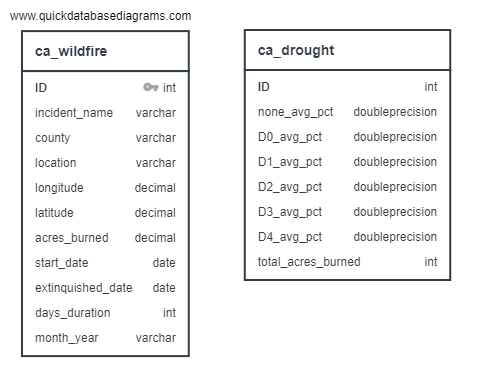 www.quickdatabasediagrams.com
ca_wildfire
ID int
incident_name varchar
county varchar
location varchar
longitude decimal
latitude decimal
acres_burned decimal
start_date date
extinquished_date date
days_duration int
month_year varchar
ca_drought
ID int
none_avg_pct doubleprecision
D0_avg_pct doubleprecision
D1_avg_pct doubleprecision
D2_avg_pct doubleprecision
D3_avg_pct doubleprecision
D4_avg_pct doubleprecision
total_acres_burned int